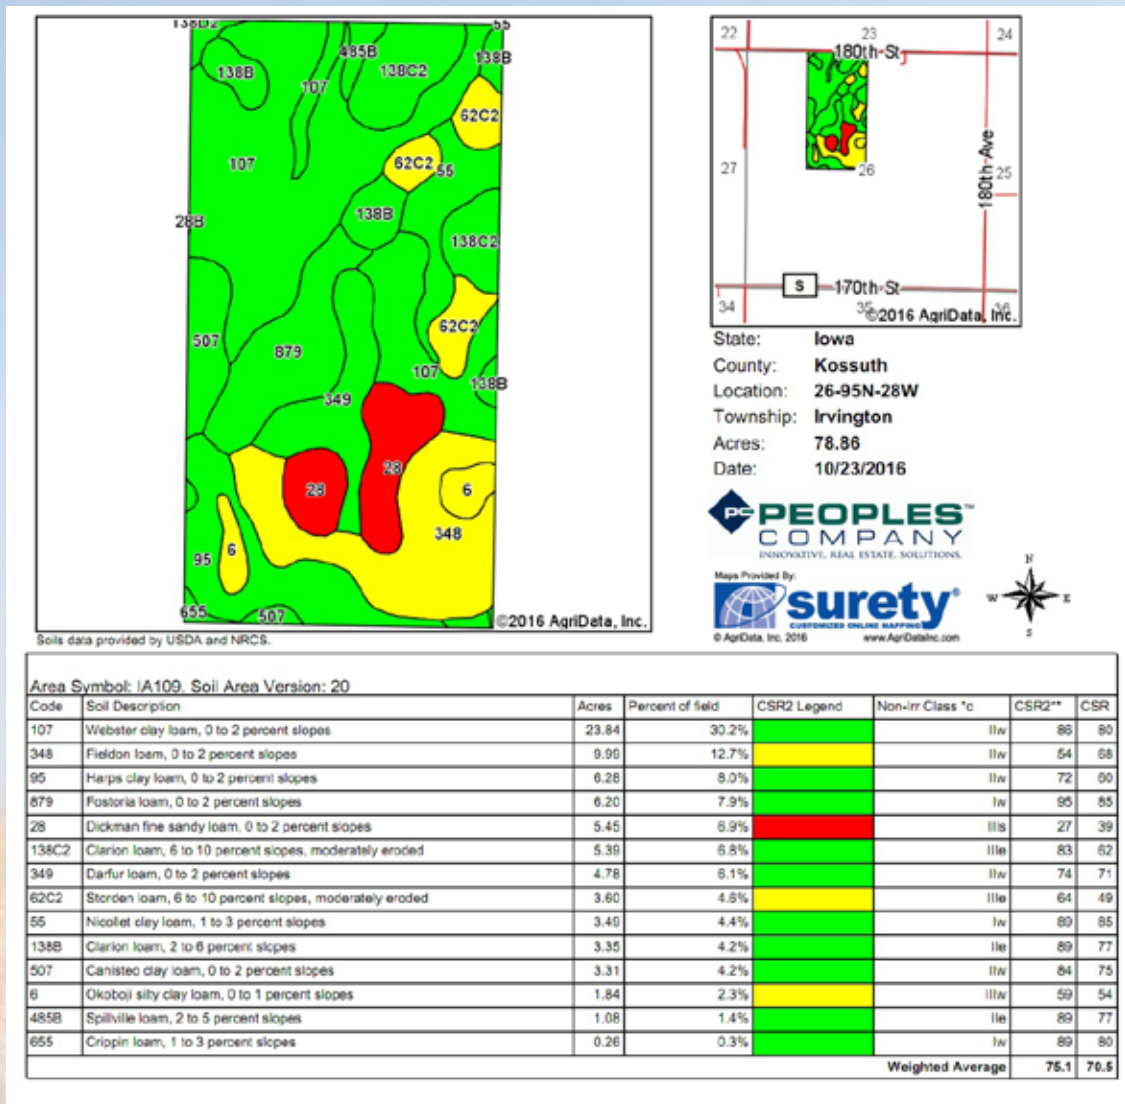 138D2
55
485B
138B
138B
138C2
107
62C2
107
62C2
55
28B
138B
138C2
62C2
507
879
107
138B
349
28
28
6
348
95
6
655
507
©2016 AgriData, Inc.
Soils data provided by USDA and NRCS.
22
23
24
180th St
27
26
25
180th Ave
S
170th St
34
35
36
©2016 AgriData, Inc.
State: Iowa
County: Kossuth
Location: 26-95N-28W
Township: Irvington
Acres: 78.86
Date: 10/23/2016
PC PEOPLES™
COMPANY
INNOVATIVE. REAL ESTATE. SOLUTIONS.
Maps Provided By:
surety®
CUSTOMIZED ONLINE MAPPING
© AgriData, Inc. 2016 www.AgriDataInc.com
N
W E
S
Area Symbol: IA109, Soil Area Version: 20
Code Soil Description Acres Percent of field CSR2 Legend Non-Irr Class *c CSR2** CSR
107 Webster clay loam, 0 to 2 percent slopes 23.84 30.2% IIw 86 80
348 Fieldon loam, 0 to 2 percent slopes 9.99 12.7% IIw 54 68
95 Harps clay loam, 0 to 2 percent slopes 6.28 8.0% IIw 72 60
879 Fostoria loam, 0 to 2 percent slopes 6.20 7.9% Iw 95 85
28 Dickman fine sandy loam, 0 to 2 percent slopes 5.45 6.9% IIIs 27 39
138C2 Clarion loam, 6 to 10 percent slopes, moderately eroded 5.39 6.8% IIIe 83 62
349 Darfur loam, 0 to 2 percent slopes 4.78 6.1% IIw 74 71
62C2 Storden loam, 6 to 10 percent slopes, moderately eroded 3.60 4.6% IIIe 64 49
55 Nicollet clay loam, 1 to 3 percent slopes 3.49 4.4% Iw 89 85
138B Clarion loam, 2 to 6 percent slopes 3.35 4.2% IIe 89 77
507 Canisteo clay loam, 0 to 2 percent slopes 3.31 4.2% IIw 84 75
6 Okoboji silty clay loam, 0 to 1 percent slopes 1.84 2.3% IIIw 59 54
485B Spillville loam, 2 to 5 percent slopes 1.08 1.4% IIe 89 77
655 Crippin loam, 1 to 3 percent slopes 0.26 0.3% Iw 89 80
Weighted Average 75.1 70.5